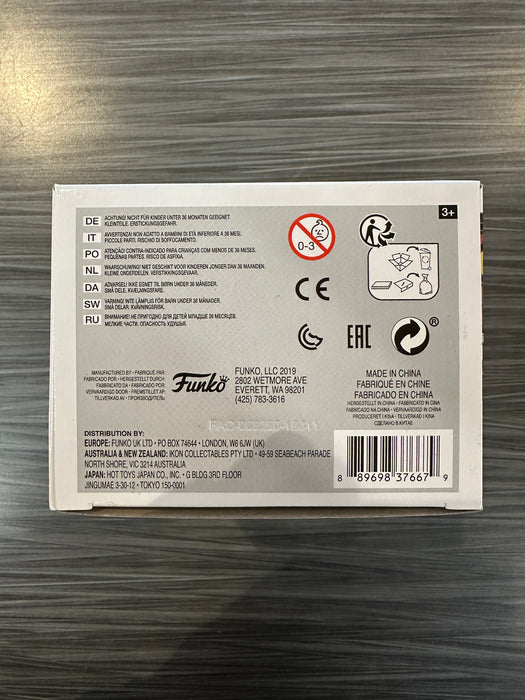 3+
DE ACHTUNG! NICHT FÜR KINDER UNTER 36 MONATEN GEEIGNET.
KLEINTEILE. ERSTICKUNGSGEFAHR.
IT AVVERTENZA! NON ADATTO A BAMBINI DI ETÀ INFERIORE A 36 MESI.
PICCOLE PARTI. RISCHIO DI SOFFOCAMENTO.
PO ATENÇÃO! CONTRA-INDICADO PARA CRIANÇAS COM MENOS DE 36 MESES.
PEQUENAS PARTES. RISCO DE ASFIXIA.
NL WAARSCHUWING! NIET GESCHIKT VOOR KINDEREN JONGER DAN 36 MAANDEN.
KLEINE ONDERDELEN. VERSTIKKINGSGEVAAR.
DA ADVARSEL! IKKE EGNET TIL BØRN UNDER 36 MÅNEDER.
SMÅ DELE. KVÆLNINGSFARE.
SW VARNING! INTE LÄMPLIG FÖR BARN UNDER 36 MÅNADER.
SMÅ DELAR. KVÄVNINGSRISK.
RU ВНИМАНИЕ! НЕ ПРИГОДНО ДЛЯ ДЕТЕЙ МЛАДШЕ 36 МЕСЯЦЕВ.
МЕЛКИЕ ЧАСТИ. ОПАСНОСТЬ УДУШЬЯ.
0-3
CE
EAC
®
MANUFACTURED BY • FABRIQUÉ PAR
FABRICADO POR • HERGESTELLT DURCH
FABBRICATO DA • FABRICADO POR
VERVAARDIGD DOOR • FREMSTILLET AF
TILLVERKAD AV • ПРОИЗВОДИТЕЛЬ
Funko
FUNKO, LLC 2019
2802 WETMORE AVE
EVERETT, WA 98201
(425) 783-3616
MADE IN CHINA
FABRIQUÉ EN CHINE
FABRICADO EN CHINA
HERGESTELLT IN CHINA • FABBRICATO IN CINA
FABRICADO NA CHINA • VERVAARDIGD IN CHINA
PRODUCERET I KINA • TILLVERKAD I KINA
СДЕЛАНО В КИТАЕ
DISTRIBUTION BY:
EUROPE: FUNKO UK LTD • PO BOX 74644 • LONDON, W6 6JW (UK)
AUSTRALIA & NEW ZEALAND: IKON COLLECTABLES PTY LTD • 49-59 SEABEACH PARADE
NORTH SHORE, VIC 3214 AUSTRALIA
JAPAN: HOT TOYS JAPAN CO., INC. • G BLDG 3RD FLOOR
JINGUMAE 3-30-12 • TOKYO 150-0001
8 89698 37667 9